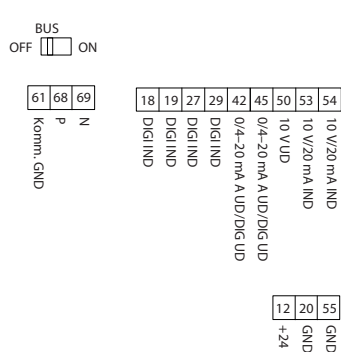 BUS
OFF ON
61 68 69
Komm. GND
P
N
18 19 27 29 42 45 50 53 54
DIGI IND
DIGI IND
DIGI IND
DIGI IND
0/4–20 mA A UD/DIG UD
0/4–20 mA A UD/DIG UD
10 V UD
10 V/20 mA IND
10 V/20 mA IND
12 20 55
+24
GND
GND